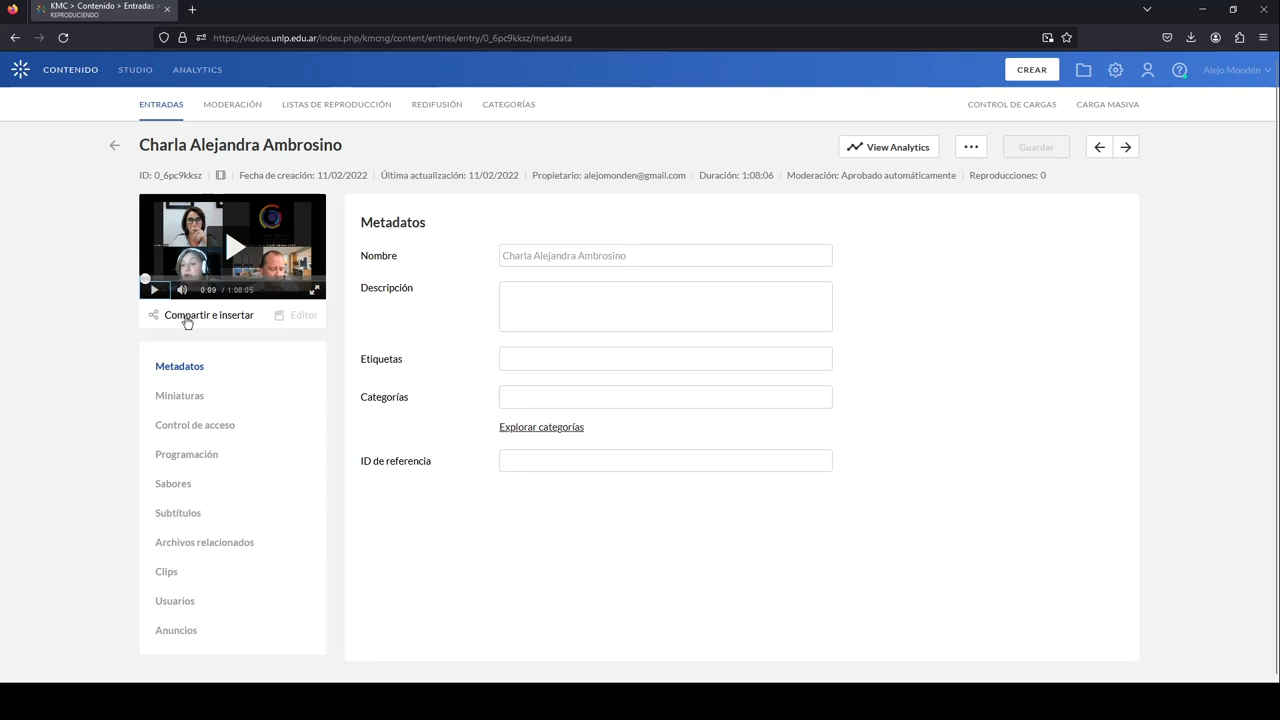 KMC > Contenido > Entradas >
REPRODUCIENDO
https://videos.unip.edu.ar/index.php/kmcng/content/entries/entry/0_6pc9kksz/metadata
CONTENIDO STUDIO ANALYTICS CREAR Alejo Mondén
ENTRADAS MODERACIÓN LISTAS DE REPRODUCCIÓN REDIFUSIÓN CATEGORÍAS CONTROL DE CARGAS CARGA MASIVA
Charla Alejandra Ambrosino View Analytics Guardar
ID: 0_6pc9kksz Fecha de creación: 11/02/2022 Última actualización: 11/02/2022 Propietario: alejomonden@gmail.com Duración: 1:08:06 Moderación: Aprobado automáticamente Reproducciones: 0
0:09 / 1:08:05
Compartir e insertar Editor
Metadatos
Miniaturas
Control de acceso
Programación
Sabores
Subtítulos
Archivos relacionados
Clips
Usuarios
Anuncios
Metadatos
Nombre Charla Alejandra Ambrosino
Descripción
Etiquetas
Categorías
Explorar categorías
ID de referencia